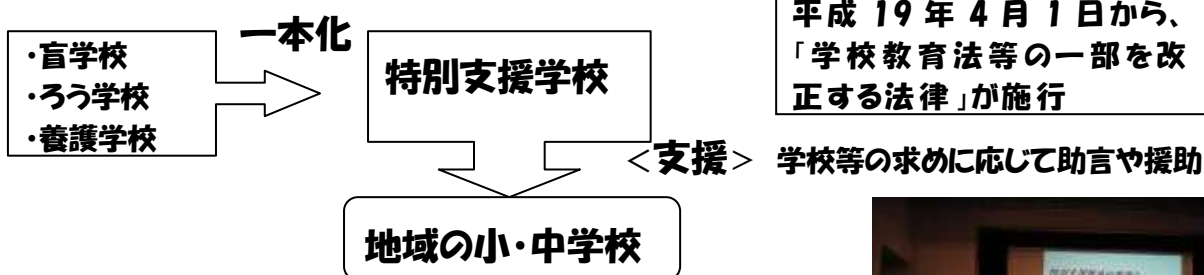 平成 19 年 4 月 1 日から、
「学校教育法等の一部を改
正する法律」が施行
一本化
・盲学校
・ろう学校
・養護学校
特別支援学校
<支援> 学校等の求めに応じて助言や援助
地域の小・中学校